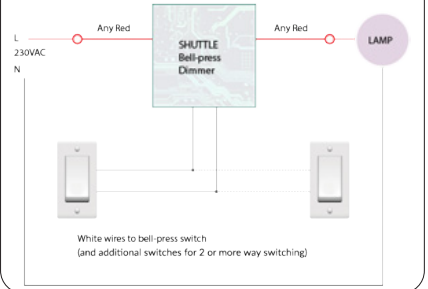 Any Red
Any Red
L
230VAC
N
SHUTTLE
Bell-press
Dimmer
LAMP
White wires to bell-press switch
(and additional switches for 2 or more way switching)